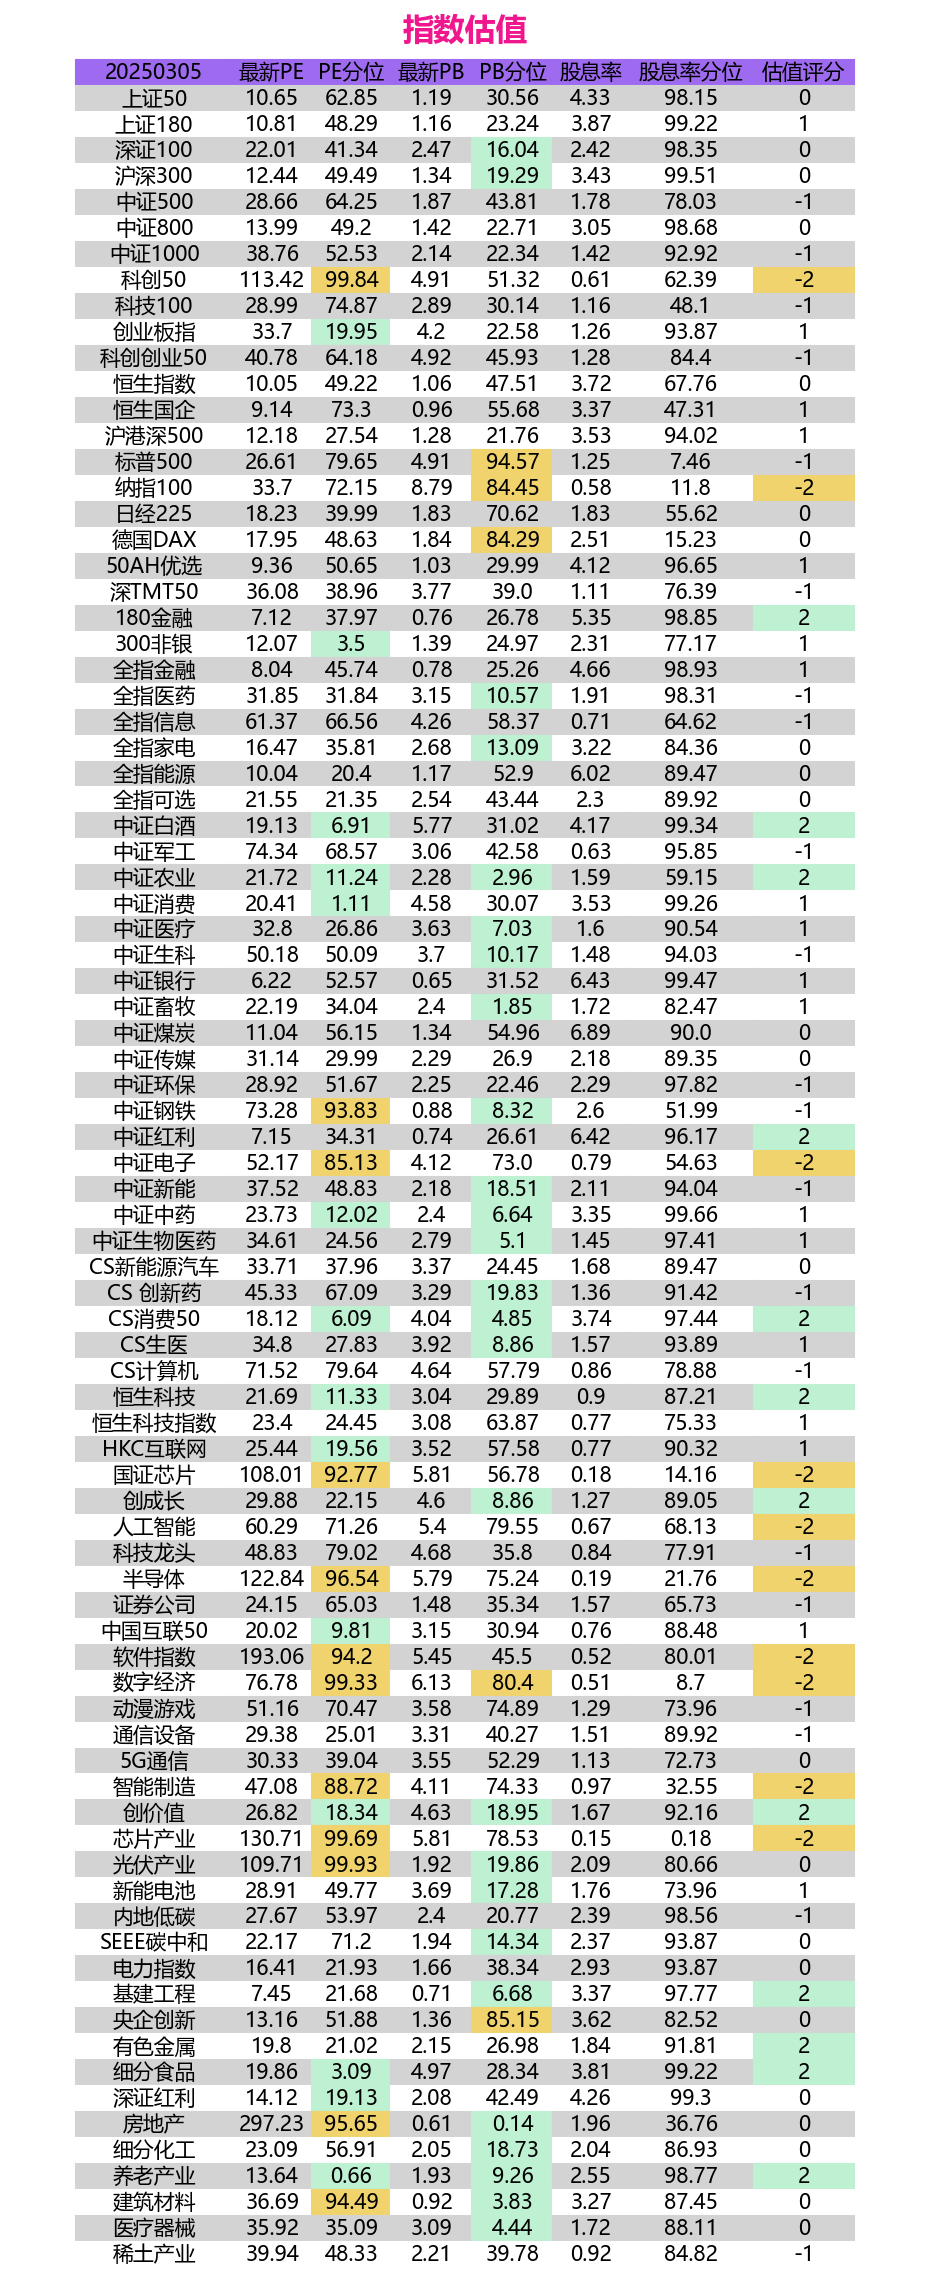 指数估值
20250305 最新PE PE分位 最新PB PB分位 股息率 股息率分位 估值评分
上证50 10.65 62.85 1.19 30.56 4.33 98.15 0
上证180 10.81 48.29 1.16 23.24 3.87 99.22 1
深证100 22.01 41.34 2.47 16.04 2.42 98.35 0
沪深300 12.44 49.49 1.34 19.29 3.43 99.51 0
中证500 28.66 64.25 1.87 43.81 1.78 78.03 -1
中证800 13.99 49.2 1.42 22.71 3.05 98.68 0
中证1000 38.76 52.53 2.14 22.34 1.42 92.92 -1
科创50 113.42 99.84 4.91 51.32 0.61 62.39 -2
科技100 28.99 74.87 2.89 30.14 1.16 48.1 -1
创业板指 33.7 19.95 4.2 22.58 1.26 93.87 1
科创创业50 40.78 64.18 4.92 45.93 1.28 84.4 -1
恒生指数 10.05 49.22 1.06 47.51 3.72 67.76 0
恒生国企 9.14 73.3 0.96 55.68 3.37 47.31 1
沪港深500 12.18 27.54 1.28 21.76 3.53 94.02 1
标普500 26.61 79.65 4.91 94.57 1.25 7.46 -1
纳指100 33.7 72.15 8.79 84.45 0.58 11.8 -2
日经225 18.23 39.99 1.83 70.62 1.83 55.62 0
德国DAX 17.95 48.63 1.84 84.29 2.51 15.23 0
50AH优选 9.36 50.65 1.03 29.99 4.12 96.65 1
深TMT50 36.08 38.96 3.77 39.0 1.11 76.39 -1
180金融 7.12 37.97 0.76 26.78 5.35 98.85 2
300非银 12.07 3.5 1.39 24.97 2.31 77.17 1
全指金融 8.04 45.74 0.78 25.26 4.66 98.93 1
全指医药 31.85 31.84 3.15 10.57 1.91 98.31 -1
全指信息 61.37 66.56 4.26 58.37 0.71 64.62 -1
全指家电 16.47 35.81 2.68 13.09 3.22 84.36 0
全指能源 10.04 20.4 1.17 52.9 6.02 89.47 0
全指可选 21.55 21.35 2.54 43.44 2.3 89.92 0
中证白酒 19.13 6.91 5.77 31.02 4.17 99.34 2
中证军工 74.34 68.57 3.06 42.58 0.63 95.85 -1
中证农业 21.72 11.24 2.28 2.96 1.59 59.15 2
中证消费 20.41 1.11 4.58 30.07 3.53 99.26 1
中证医疗 32.8 26.86 3.63 7.03 1.6 90.54 1
中证生科 50.18 50.09 3.7 10.17 1.48 94.03 -1
中证银行 6.22 52.57 0.65 31.52 6.43 99.47 1
中证畜牧 22.19 34.04 2.4 1.85 1.72 82.47 1
中证煤炭 11.04 56.15 1.34 54.96 6.89 90.0 0
中证传媒 31.14 29.99 2.29 26.9 2.18 89.35 0
中证环保 28.92 51.67 2.25 22.46 2.29 97.82 -1
中证钢铁 73.28 93.83 0.88 8.32 2.6 51.99 -1
中证红利 7.15 34.31 0.74 26.61 6.42 96.17 2
中证电子 52.17 85.13 4.12 73.0 0.79 54.63 -2
中证新能 37.52 48.83 2.18 18.51 2.11 94.04 -1
中证中药 23.73 12.02 2.4 6.64 3.35 99.66 1
中证生物医药 34.61 24.56 2.79 5.1 1.45 97.41 1
CS新能源汽车 33.71 37.96 3.37 24.45 1.68 89.47 0
CS 创新药 45.33 67.09 3.29 19.83 1.36 91.42 -1
CS消费50 18.12 6.09 4.04 4.85 3.74 97.44 2
CS生医 34.8 27.83 3.92 8.86 1.57 93.89 1
CS计算机 71.52 79.64 4.64 57.79 0.86 78.88 -1
恒生科技 21.69 11.33 3.04 29.89 0.9 87.21 2
恒生科技指数 23.4 24.45 3.08 63.87 0.77 75.33 1
HKC互联网 25.44 19.56 3.52 57.58 0.77 90.32 1
国证芯片 108.01 92.77 5.81 56.78 0.18 14.16 -2
创成长 29.88 22.15 4.6 8.86 1.27 89.05 2
人工智能 60.29 71.26 5.4 79.55 0.67 68.13 -2
科技龙头 48.83 79.02 4.68 35.8 0.84 77.91 -1
半导体 122.84 96.54 5.79 75.24 0.19 21.76 -2
证券公司 24.15 65.03 1.48 35.34 1.57 65.73 -1
中国互联50 20.02 9.81 3.15 30.94 0.76 88.48 1
软件指数 193.06 94.2 5.45 45.5 0.52 80.01 -2
数字经济 76.78 99.33 6.13 80.4 0.51 8.7 -2
动漫游戏 51.16 70.47 3.58 74.89 1.29 73.96 -1
通信设备 29.38 25.01 3.31 40.27 1.51 89.92 -1
5G通信 30.33 39.04 3.55 52.29 1.13 72.73 0
智能制造 47.08 88.72 4.11 74.33 0.97 32.55 -2
创价值 26.82 18.34 4.63 18.95 1.67 92.16 2
芯片产业 130.71 99.69 5.81 78.53 0.15 0.18 -2
光伏产业 109.71 99.93 1.92 19.86 2.09 80.66 0
新能电池 28.91 49.77 3.69 17.28 1.76 73.96 1
内地低碳 27.67 53.97 2.4 20.77 2.39 98.56 -1
SEEE碳中和 22.17 71.2 1.94 14.34 2.37 93.87 0
电力指数 16.41 21.93 1.66 38.34 2.93 93.87 0
基建工程 7.45 21.68 0.71 6.68 3.37 97.77 2
央企创新 13.16 51.88 1.36 85.15 3.62 82.52 0
有色金属 19.8 21.02 2.15 26.98 1.84 91.81 2
细分食品 19.86 3.09 4.97 28.34 3.81 99.22 2
深证红利 14.12 19.13 2.08 42.49 4.26 99.3 0
房地产 297.23 95.65 0.61 0.14 1.96 36.76 0
细分化工 23.09 56.91 2.05 18.73 2.04 86.93 0
养老产业 13.64 0.66 1.93 9.26 2.55 98.77 2
建筑材料 36.69 94.49 0.92 3.83 3.27 87.45 0
医疗器械 35.92 35.09 3.09 4.44 1.72 88.11 0
稀土产业 39.94 48.33 2.21 39.78 0.92 84.82 -1